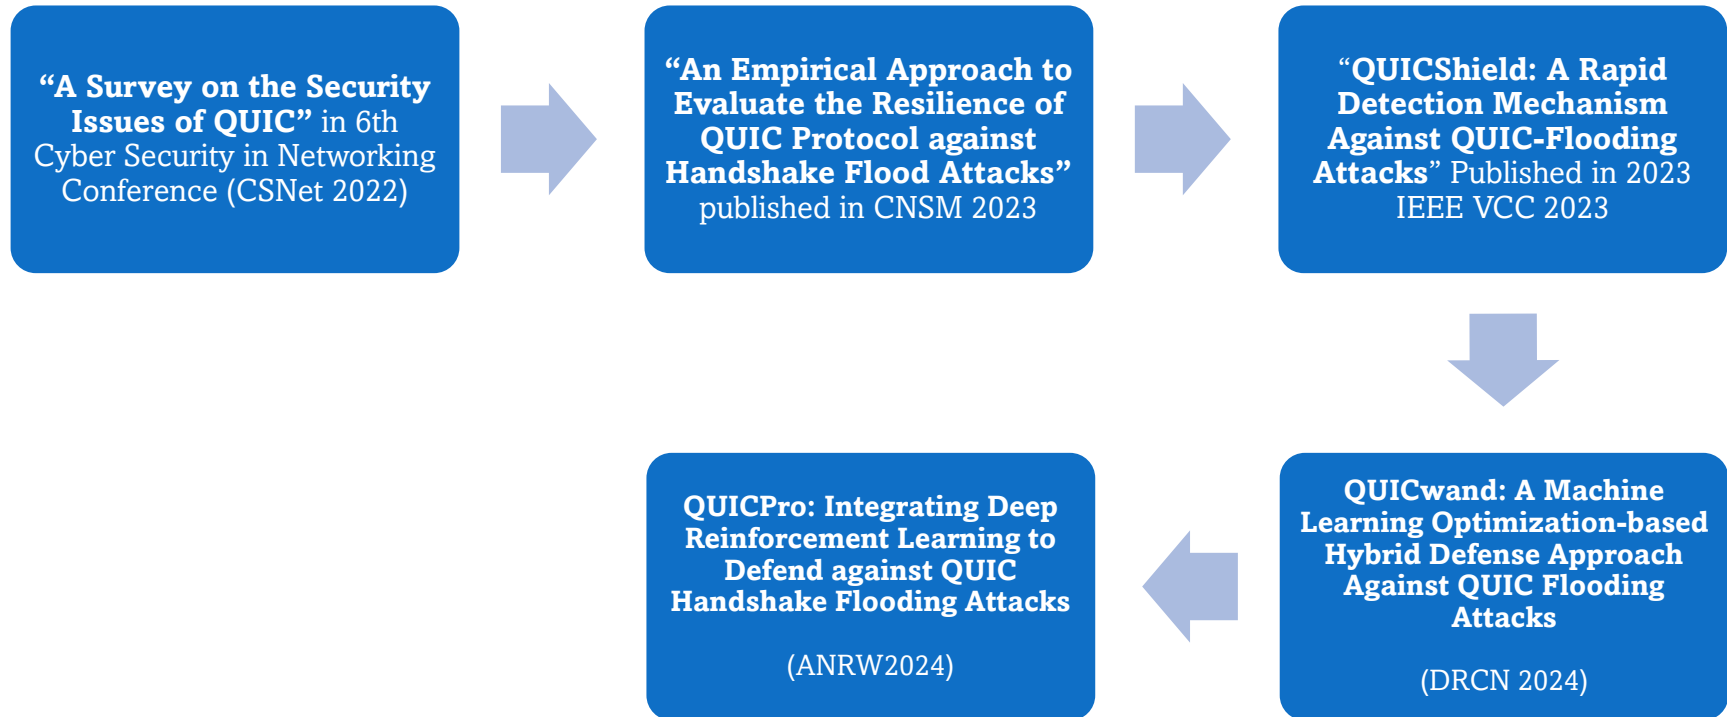 “A Survey on the Security
Issues of QUIC” in 6th
Cyber Security in Networking
Conference (CSNet 2022)
“An Empirical Approach to
Evaluate the Resilience of
QUIC Protocol against
Handshake Flood Attacks”
published in CNSM 2023
“QUICShield: A Rapid
Detection Mechanism
Against QUIC-Flooding
Attacks” Published in 2023
IEEE VCC 2023
QUICwand: A Machine
Learning Optimization-based
Hybrid Defense Approach
Against QUIC Flooding
Attacks
(DRCN 2024)
QUICPro: Integrating Deep
Reinforcement Learning to
Defend against QUIC
Handshake Flooding Attacks
(ANRW2024)